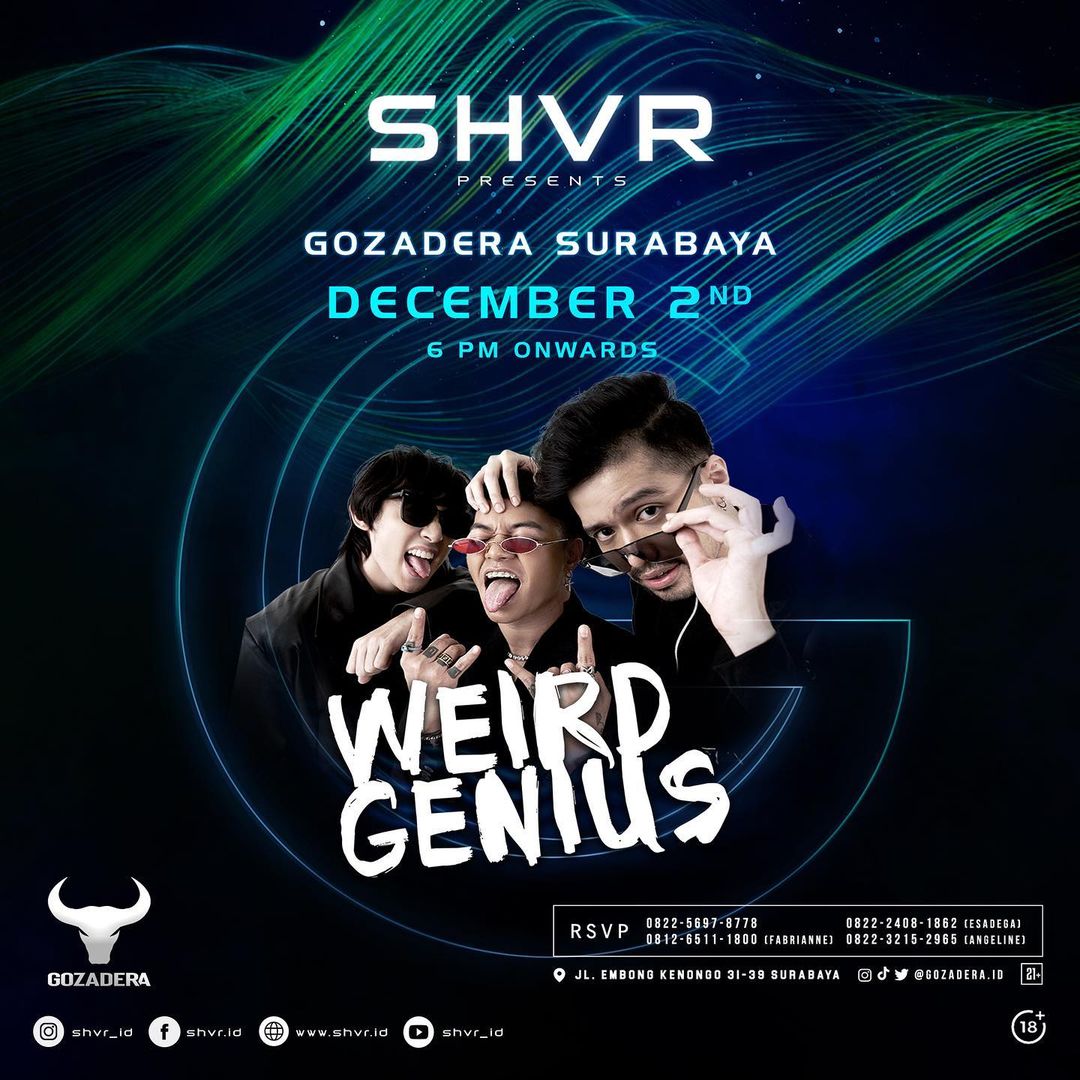 SHVR
PRESENTS
GOZADERA SURABAYA
DECEMBER 2ND
6 PM ONWARDS
WEIRD
GENIUS
GOZADERA
RSVP
0822-5697-8778
0812-6511-1800 (FABRIANNE)
0822-2408-1862 (ESADEGA)
0822-3215-2965 (ANGELINE)
JL. EMBONG KENONGO 31-39 SURABAYA @GOZADERA.ID 21+
shvr_id shvr.id www.shvr.id shvr_id
18+